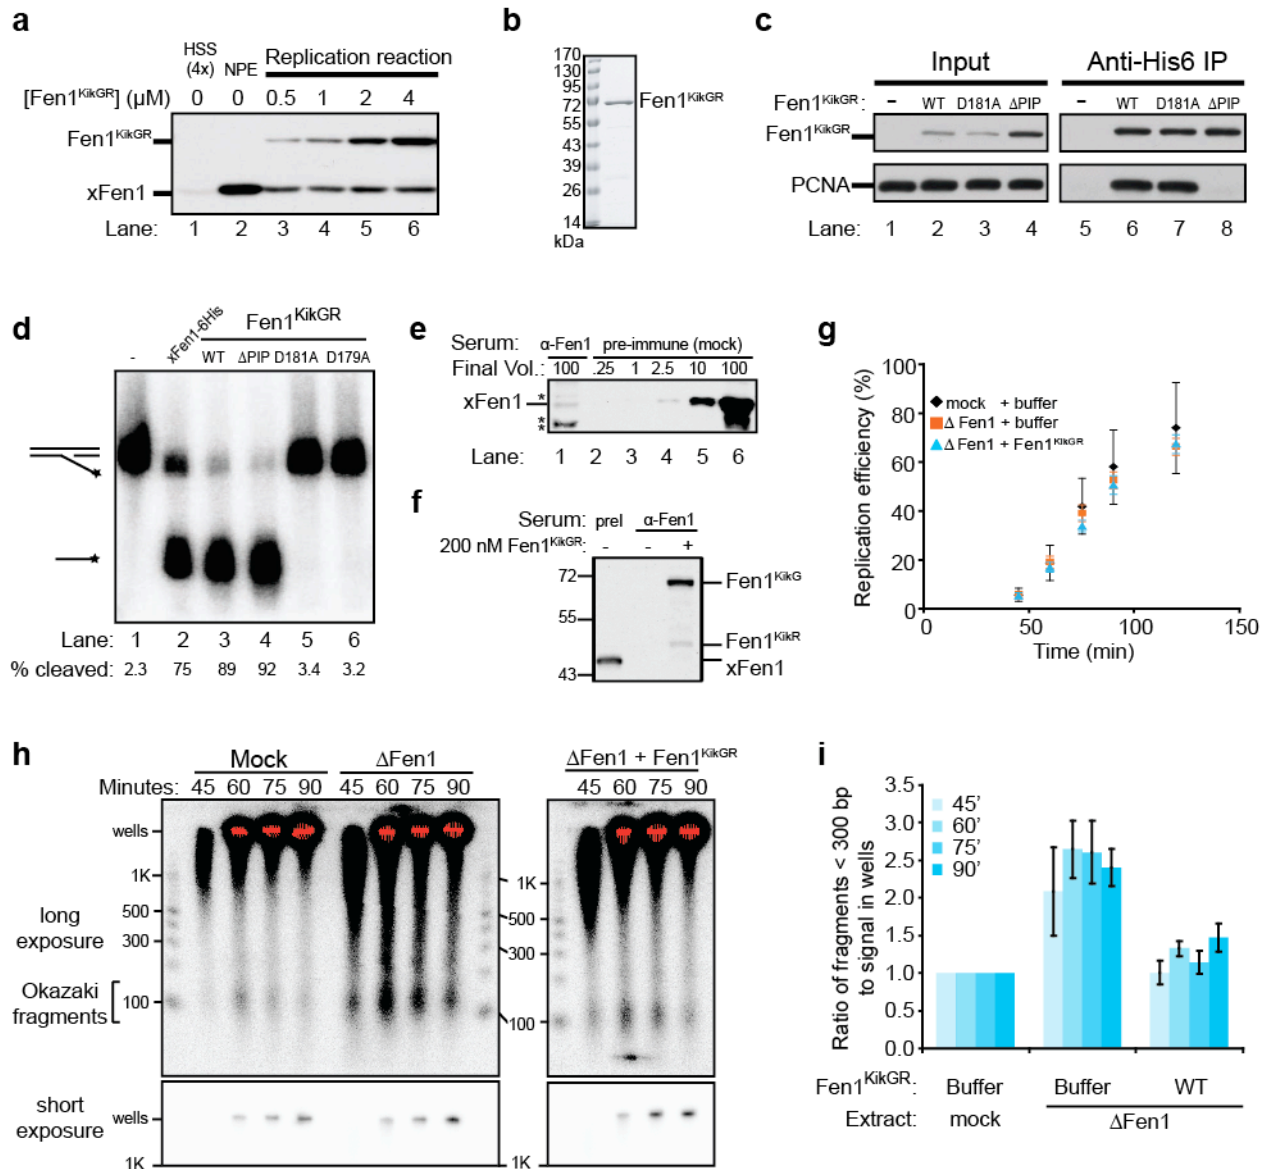 a
HSS
(4x)
NPE
Replication reaction
[Fen1KikGR] (µM)
0 0 0.5 1 2 4
Fen1KikGR
xFen1
Lane: 1 2 3 4 5 6
b
170
130
95
72
55
43
39
26
14
kDa
Fen1KikGR
c
Input
Anti-His6 IP
Fen1KikGR: - WT D181A ΔPIP - WT D181A ΔPIP
Fen1KikGR
PCNA
Lane: 1 2 3 4 5 6 7 8
d
Fen1KikGR
- xFen1-6His WT ΔPIP D181A D179A
Lane: 1 2 3 4 5 6
% cleaved: 2.3 75 89 92 3.4 3.2
e
Serum: α-Fen1 pre-immune (mock)
Final Vol.: 100 .25 1 2.5 10 100
xFen1
*
*
*
Lane: 1 2 3 4 5 6
f
Serum: preI α-Fen1
200 nM Fen1KikGR: - - +
72
55
43
Fen1KikG
Fen1KikR
xFen1
g
Replication efficiency (%)
100
80
60
40
20
0
mock + buffer
Δ Fen1 + buffer
Δ Fen1 + Fen1KikGR
0 50 100 150
Time (min)
h
Mock ΔFen1 ΔFen1 + Fen1KikGR
Minutes: 45 60 75 90 45 60 75 90 45 60 75 90
wells
1K
500
300
100
long
exposure
Okazaki
fragments
1K
500
300
100
short
exposure
wells
1K
1K
i
Ratio of fragments < 300 bp
to signal in wells
3.5
3.0
2.5
2.0
1.5
1.0
0.5
0.0
45'
60'
75'
90'
Fen1KikGR: Buffer Buffer WT
Extract: mock ΔFen1